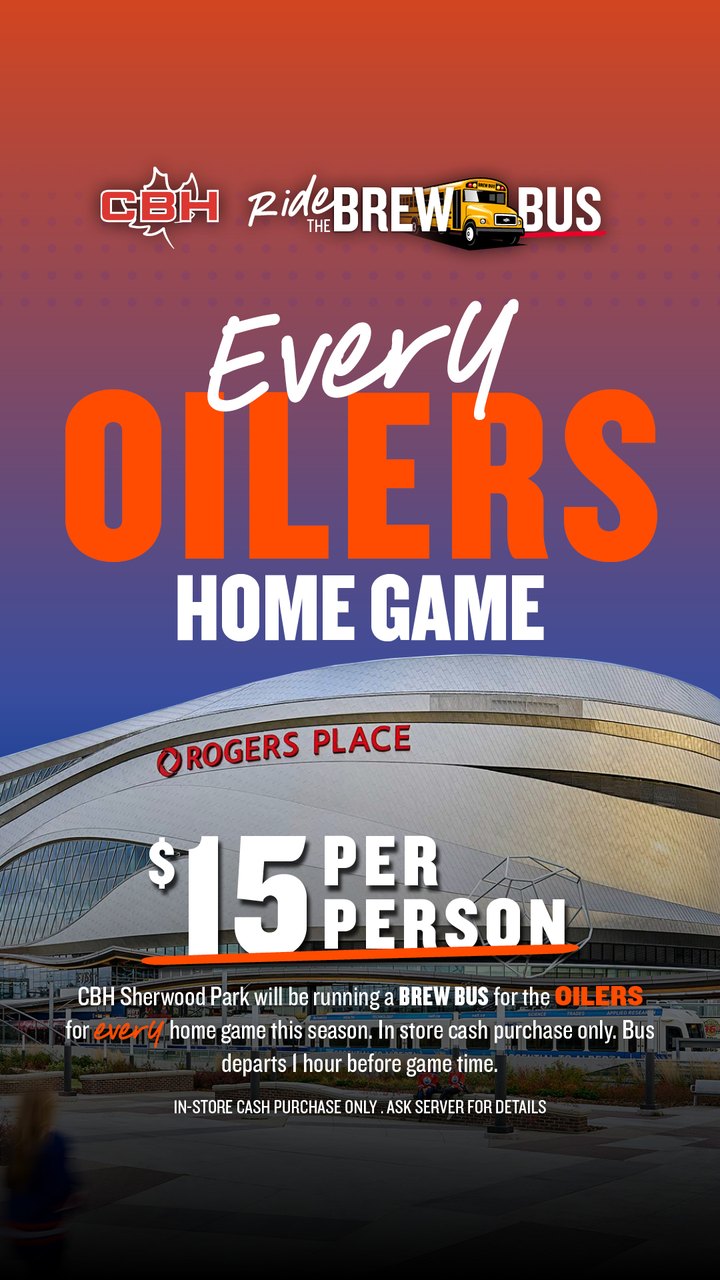 CBH Ride THE BREW BUS
Every
OILERS
HOME GAME
ROGERS PLACE
$15 PER
PERSON
CBH Sherwood Park will be running a BREW BUS for the OILERS
for every home game this season. In store cash purchase only. Bus
departs 1 hour before game time.
IN-STORE CASH PURCHASE ONLY . ASK SERVER FOR DETAILS